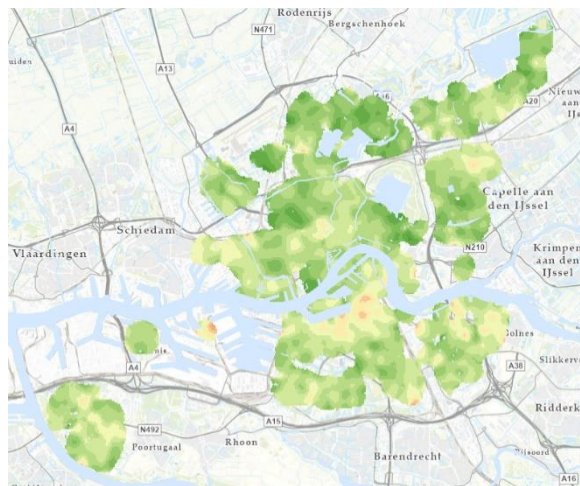 Rodenrijs
Bergschenhoek
N471
A13
A4
A20
Nieuw
aan
Capelle aan
den IJssel
Schiedam
N210
Krimpen
aan den
IJssel
Vlaardingen
Slikkerv
A38
A4
A15
Ridderk
N492
Rhoon
Poortugaal
Barendrecht
A16